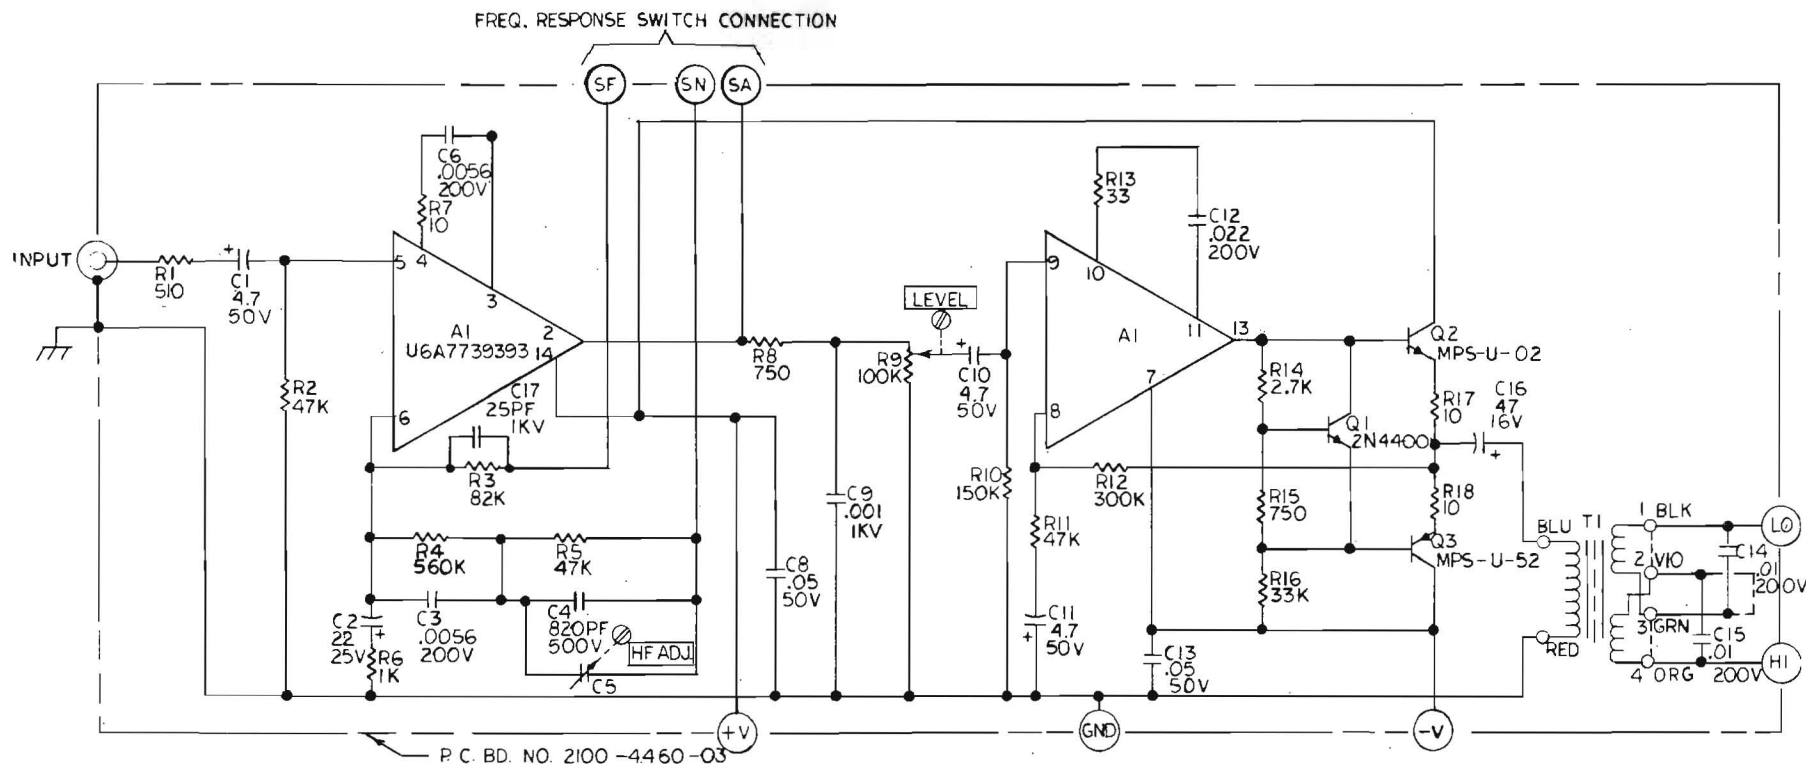 FREQ. RESPONSE SWITCH CONNECTION
SF
SN
SA
C6
.0056
200V
R7
10
INPUT
R1
510
+
C1
4.7
50V
5
4
3
A1
U6A7739393
2
14
6
R2
47K
C17
25PF
1KV
R3
82K
R4
560K
R5
47K
C2
22
25V
+
R6
1K
C3
.0056
200V
C4
820PF
500V
HF ADJ.
C5
R8
750
C8
.05
50V
C9
.001
1KV
LEVEL
R9
100K
+
C10
4.7
50V
R10
150K
R13
33
C12
.022
200V
9
10
11
13
A1
7
8
R12
300K
R11
47K
C11
4.7
50V
+
C13
.05
50V
R14
2.7K
R15
750
R16
33K
Q1
2N4400
Q2
MPS-U-02
R17
10
C16
47
16V
+
R18
10
Q3
MPS-U-52
BLU
T1
RED
1 BLK
2 VIO
3 GRN
4 ORG
C14
.01
200V
C15
.01
200V
LO
HI
+V
GND
-V
P.C. BD. NO. 2100-4460-03